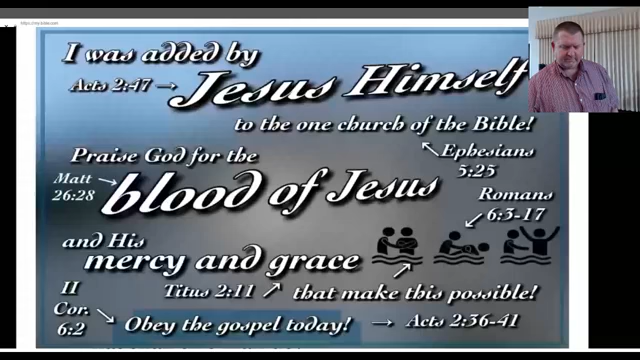 I was added by
Acts 2:47 → Jesus Himself
to the one church of the Bible!
Ephesians
5:25
Praise God for the
Matt
26:28
blood of Jesus
Romans
6:3-17
and His
mercy and grace
Titus 2:11
that make this possible!
II
Cor.
6:2
Obey the gospel today! → Acts 2:36-41